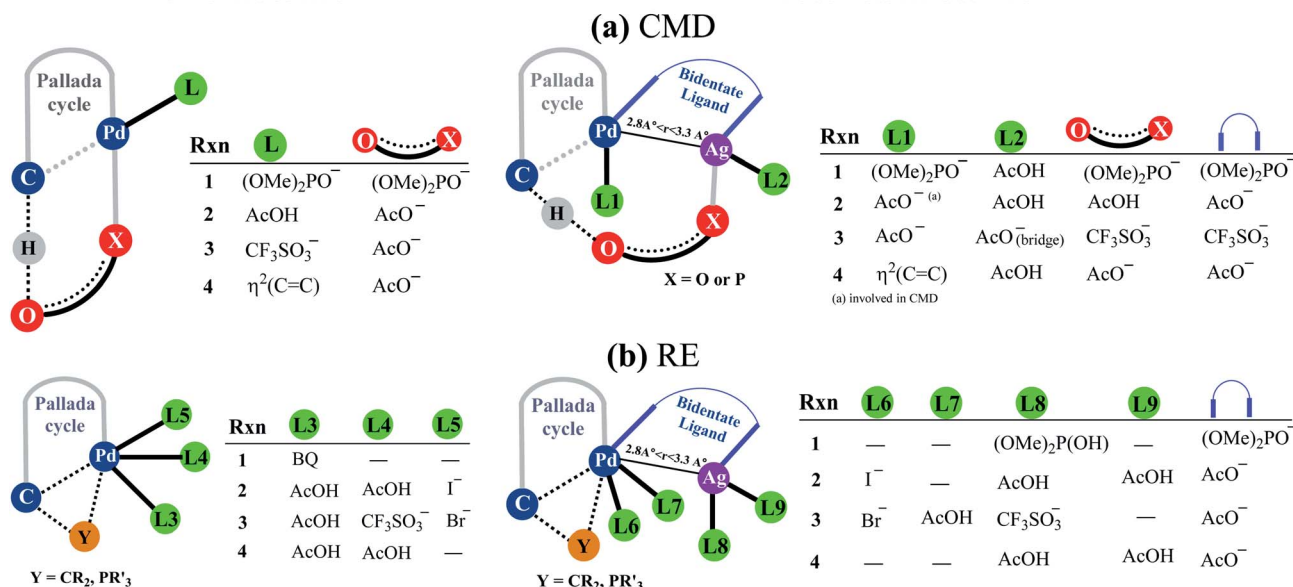 (a) CMD
Pallada
cycle
L
Pd
C
H
X
O
Rxn L O X
1 (OMe)₂PO⁻ (OMe)₂PO⁻
2 AcOH AcO⁻
3 CF₃SO₃⁻ AcO⁻
4 η²(C=C) AcO⁻
Pallada
cycle
Bidentate
Ligand
2.8A°<r<3.3 A°
Pd
Ag
C
L1
L2
H
X
O
X = O or P
Rxn L1 L2 O X
1 (OMe)₂PO⁻ AcOH (OMe)₂PO⁻ (OMe)₂PO⁻
2 AcO⁻ (a) AcOH AcOH AcO⁻
3 AcO⁻ AcO⁻(bridge) CF₃SO₃⁻ CF₃SO₃⁻
4 η²(C=C) AcOH AcO⁻ AcO⁻
(a) involved in CMD
(b) RE
Pallada
cycle
L5
Pd
L4
C
L3
Y
Y = CR₂, PR'₃
Rxn L3 L4 L5
1 BQ — —
2 AcOH AcOH I⁻
3 AcOH CF₃SO₃⁻ Br⁻
4 AcOH AcOH —
Pallada
cycle
Bidentate
Ligand
2.8A°<r<3.3 A°
Pd
Ag
C
L7
L9
L6
Y
L8
Y = CR₂, PR'₃
Rxn L6 L7 L8 L9
1 — — (OMe)₂P(OH) — (OMe)₂PO⁻
2 I⁻ — AcOH AcOH AcO⁻
3 Br⁻ AcOH CF₃SO₃⁻ — AcO⁻
4 — — AcOH AcOH AcO⁻